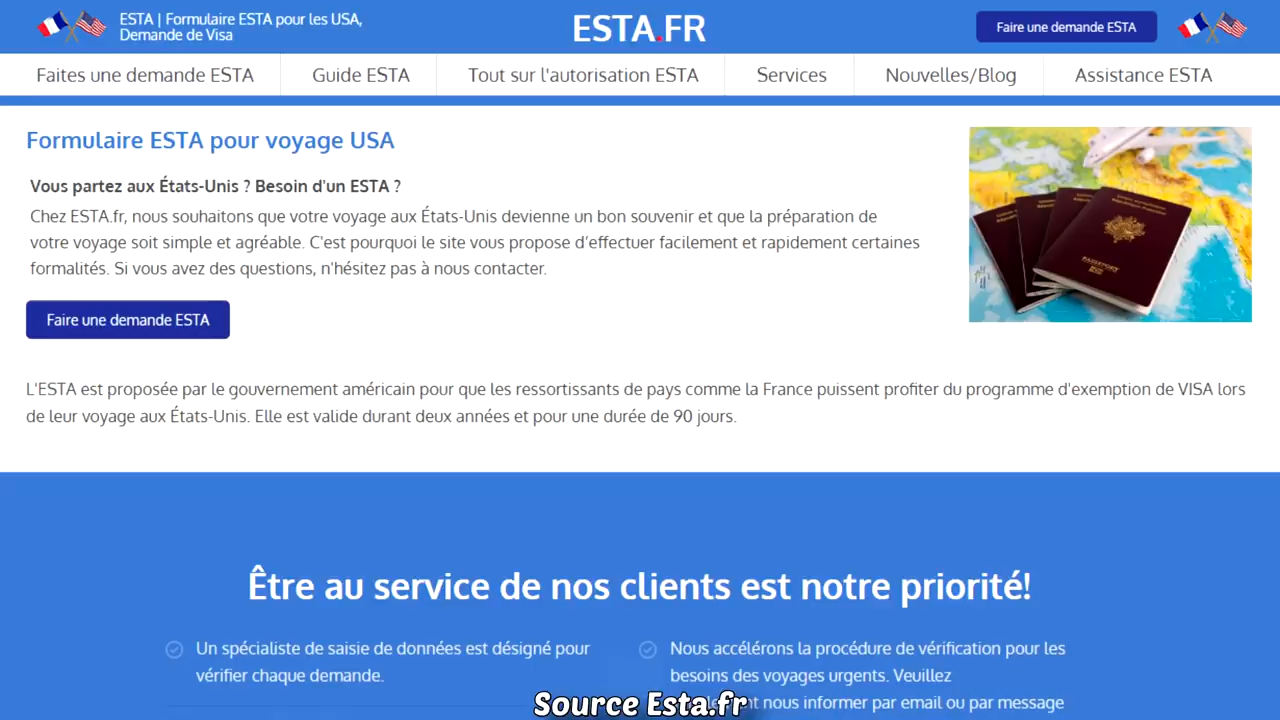 ESTA | Formulaire ESTA pour les USA,
Demande de Visa
ESTA.FR
Faire une demande ESTA
Faites une demande ESTA
Guide ESTA
Tout sur l'autorisation ESTA
Services
Nouvelles/Blog
Assistance ESTA
Formulaire ESTA pour voyage USA
Vous partez aux États-Unis ? Besoin d'un ESTA ?
Chez ESTA.fr, nous souhaitons que votre voyage aux États-Unis devienne un bon souvenir et que la préparation de
votre voyage soit simple et agréable. C'est pourquoi le site vous propose d’effectuer facilement et rapidement certaines
formalités. Si vous avez des questions, n'hésitez pas à nous contacter.
Faire une demande ESTA
L'ESTA est proposée par le gouvernement américain pour que les ressortissants de pays comme la France puissent profiter du programme d'exemption de VISA lors
de leur voyage aux États-Unis. Elle est valide durant deux années et pour une durée de 90 jours.
Être au service de nos clients est notre priorité!
Un spécialiste de saisie de données est désigné pour
vérifier chaque demande.
Nous accélérons la procédure de vérification pour les
besoins des voyages urgents. Veuillez
nous informer par email ou par message
Source Esta.fr